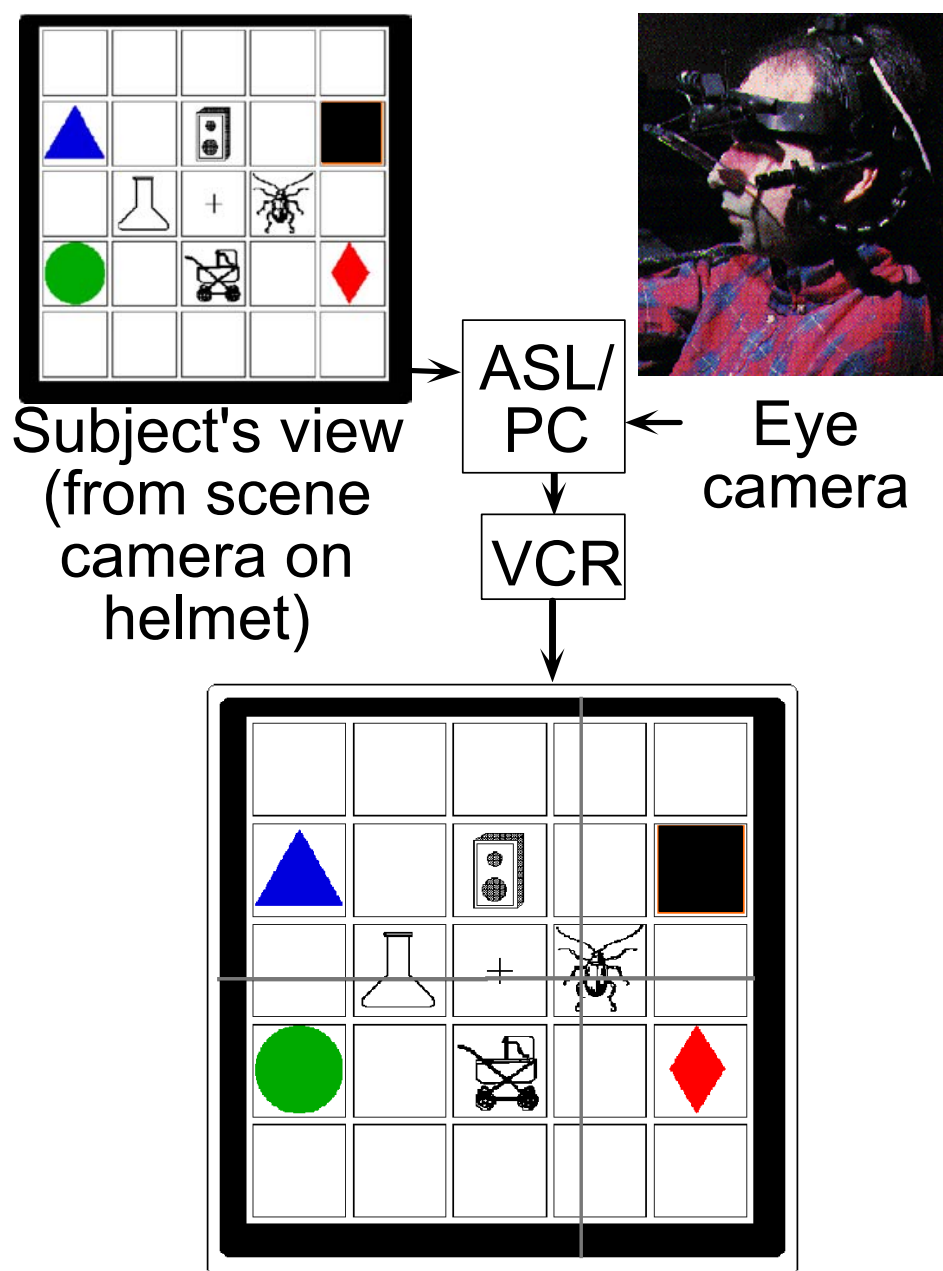 ASL/
PC
Subject's view
(from scene
camera on
helmet)
Eye
camera
VCR